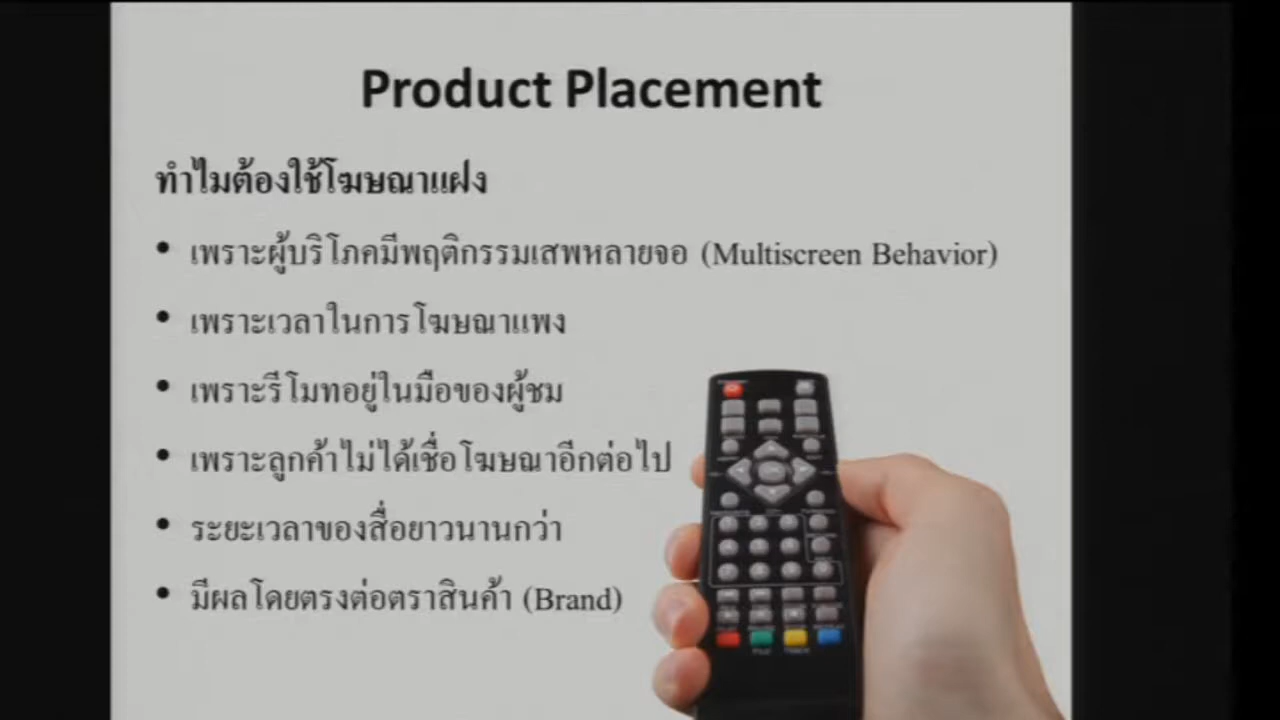 Product Placement
ทำไมต้องใช้โฆษณาแฝง
• เพราะผู้บริโภคมีพฤติกรรมเสพหลายจอ (Multiscreen Behavior)
• เพราะเวลาในการโฆษณาแพง
• เพราะรีโมทอยู่ในมือของผู้ชม
• เพราะลูกค้าไม่ได้เชื่อโฆษณาอีกต่อไป
• ระยะเวลาของสื่อยาวนานกว่า
• มีผลโดยตรงต่อตราสินค้า (Brand)